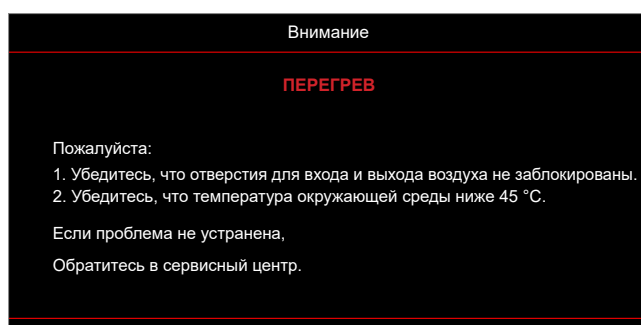 Внимание
ПЕРЕГРЕВ
Пожалуйста:
1. Убедитесь, что отверстия для входа и выхода воздуха не заблокированы.
2. Убедитесь, что температура окружающей среды ниже 45 °C.
Если проблема не устранена,
Обратитесь в сервисный центр.